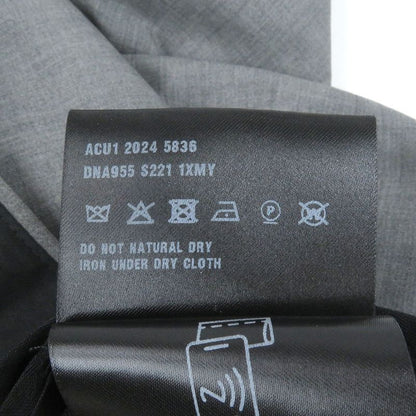 ACU1 2024 5836
DNA955 S221 1XMY
P W
DO NOT NATURAL DRY
IRON UNDER DRY CLOTH